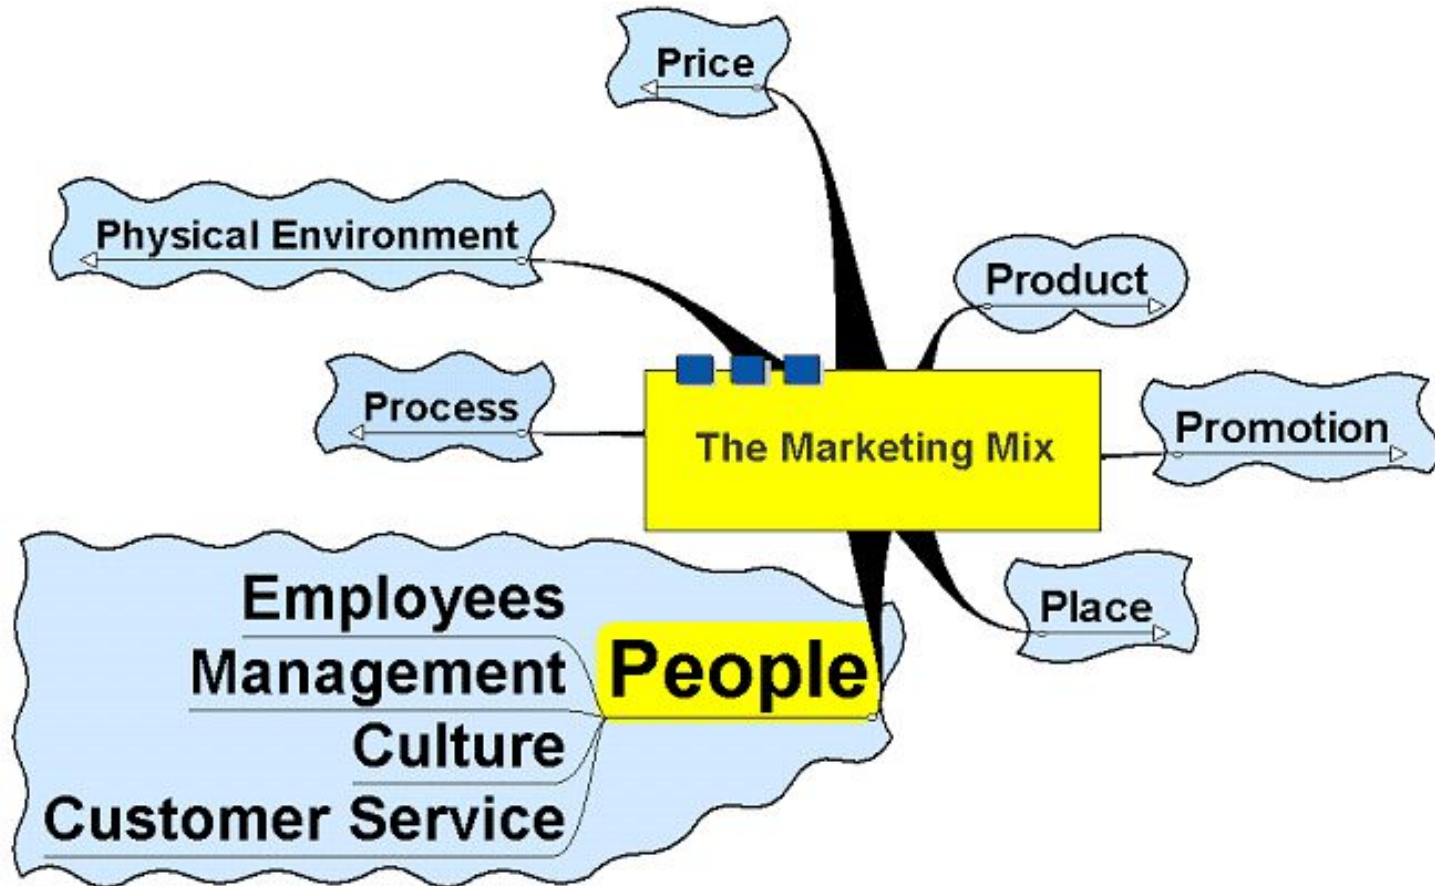 Price
Physical Environment
Product
Process
The Marketing Mix
Promotion
Employees
Management
Culture
Customer Service
People
Place